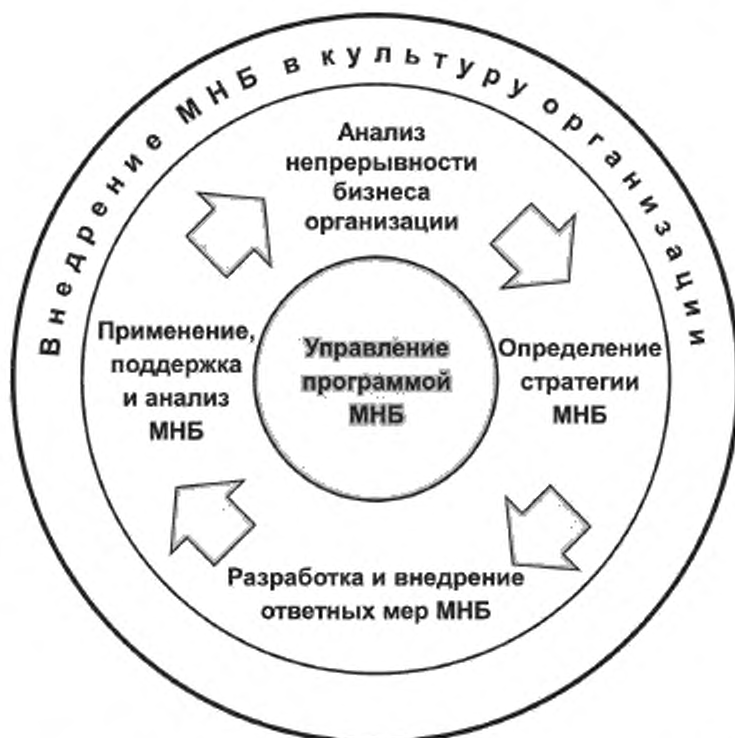 Внедрение МНБ в культуру организации
Анализ
непрерывности
бизнеса
организации
Применение,
поддержка
и анализ
МНБ
Управление
программой
МНБ
Определение
стратегии
МНБ
Разработка и внедрение
ответных мер МНБ